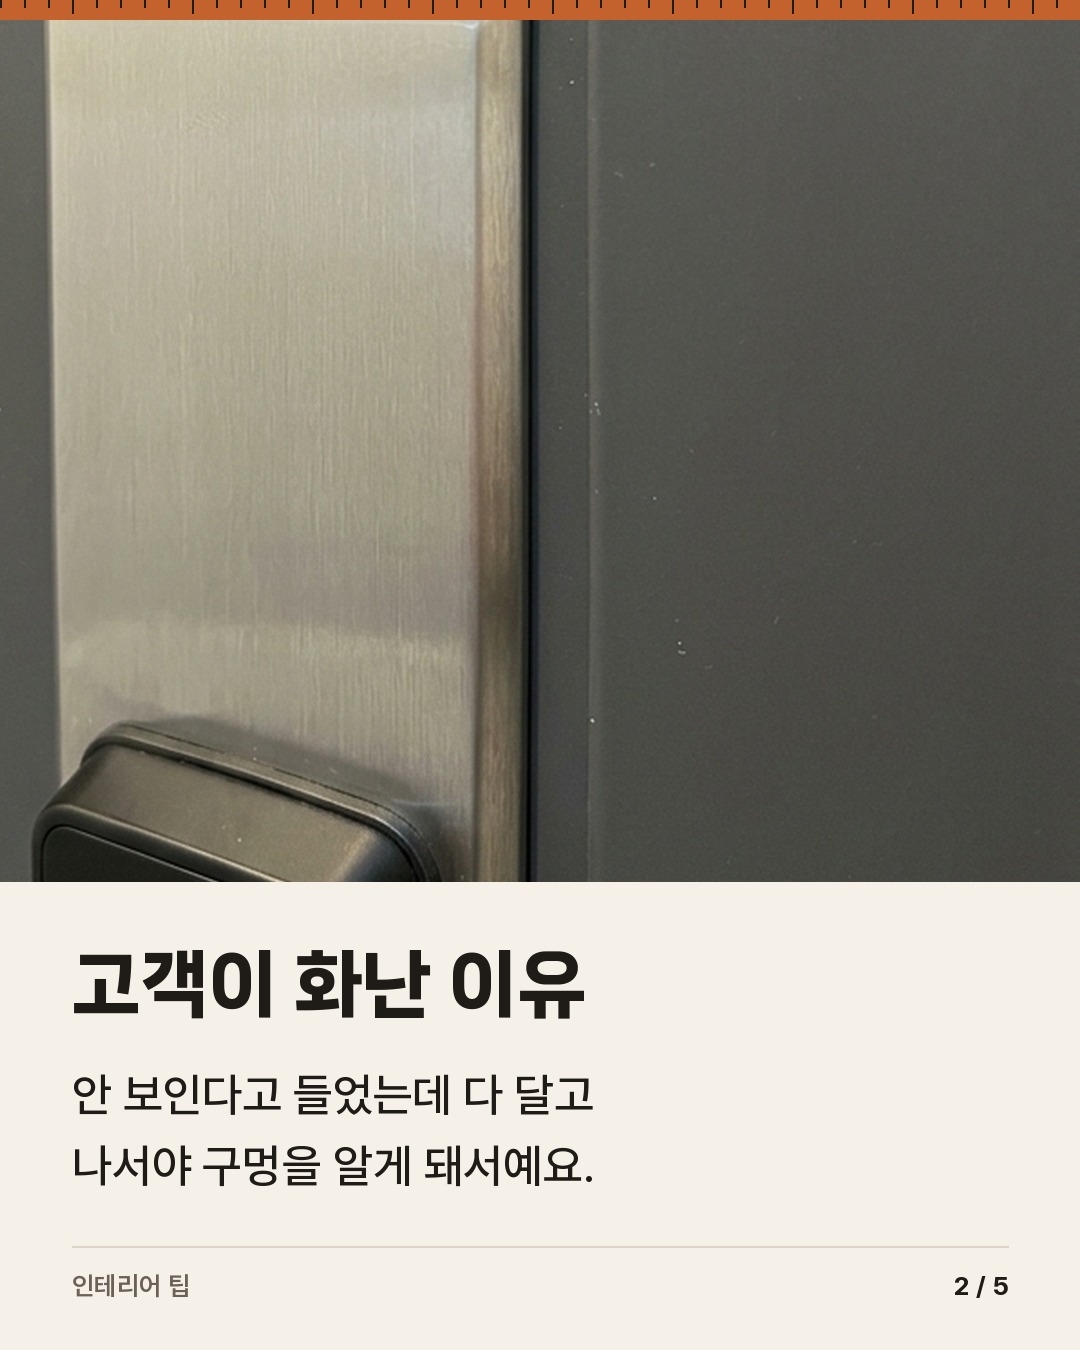 고객이 화난 이유
안 보인다고 들었는데 다 달고
나서야 구멍을 알게 돼서예요.
인테리어 팁
2 / 5